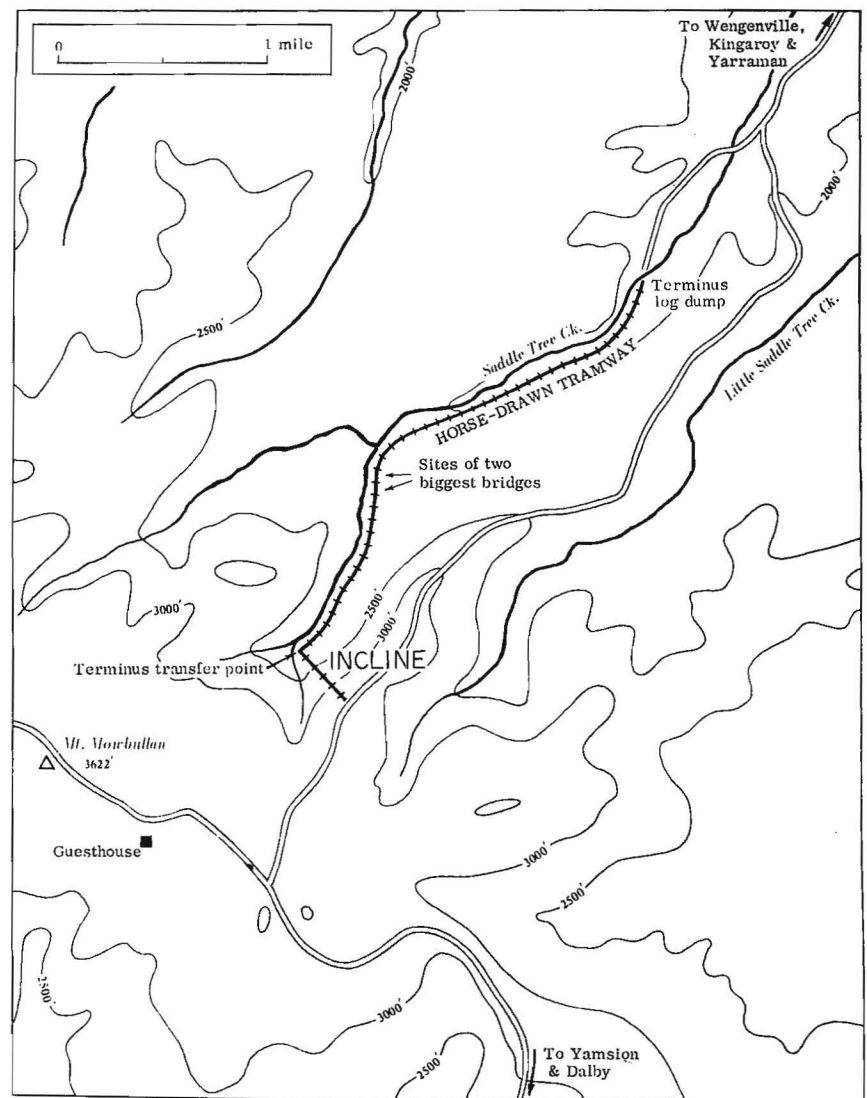 0 1 mile
To Wengenville,
Kingaroy &
Yarraman
2000'
2000'
2500'
Terminus
log dump
Saddle Tree Ck.
HORSE-DRAWN TRAMWAY
Little Saddle Tree Ck.
Sites of two
biggest bridges
3000'
2500'
3000'
INCLINE
Terminus transfer point
Mt. Mowbullan
3622'
Guesthouse
3000'
2500'
2500'
3000'
2500'
To Yamsion
& Dalby